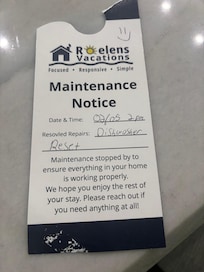 Roelens
Vacations
Focused • Responsive • Simple
Maintenance
Notice
Date & Time: 02/05 2pm
Resovled Repairs: Dishwasher
Reset
Maintenance stopped by to
ensure everything in your home
is working properly.
We hope you enjoy the rest of
your stay. Please reach out if
you need anything at all!